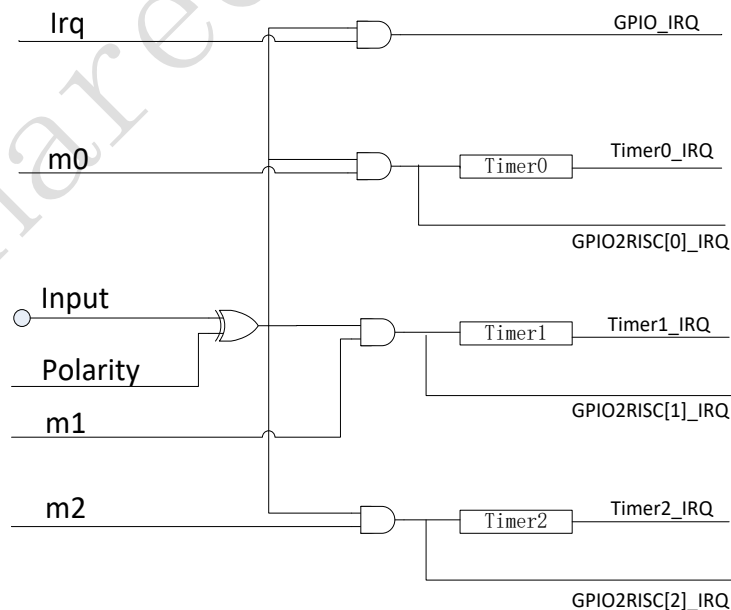 Irq
GPIO_IRQ
m0
Timer0
Timer0_IRQ
GPIO2RISC[0]_IRQ
Input
Timer1
Timer1_IRQ
Polarity
GPIO2RISC[1]_IRQ
m1
m2
Timer2
Timer2_IRQ
GPIO2RISC[2]_IRQ